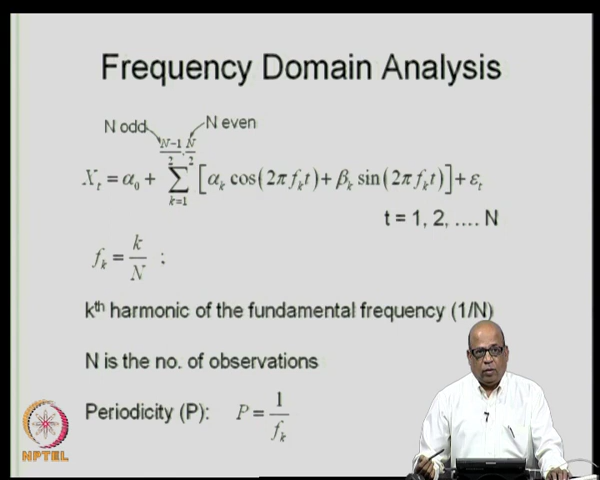 Frequency Domain Analysis
N odd N even
N-1/2, N/2
X_t = α_0 + Σ_{k=1} [α_k cos(2π f_k t) + β_k sin(2π f_k t)] + ε_t
t = 1, 2, .... N
f_k = k/N ;
kth harmonic of the fundamental frequency (1/N)
N is the no. of observations
Periodicity (P): P = 1/f_k
NPTEL